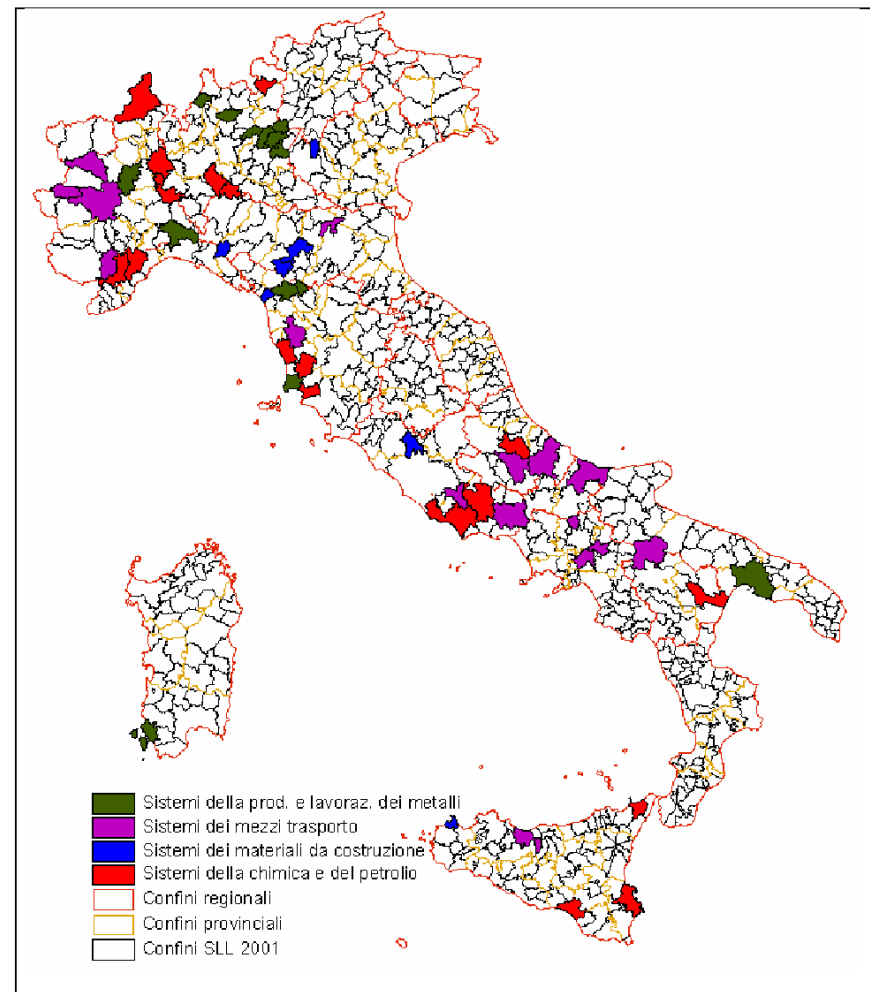 Sistemi della prod. e lavoraz. dei metalli
Sistemi dei mezzi trasporto
Sistemi dei materiali da costruzione
Sistemi della chimica e del petrolio
Confini regionali
Confini provinciali
Confini SLL 2001